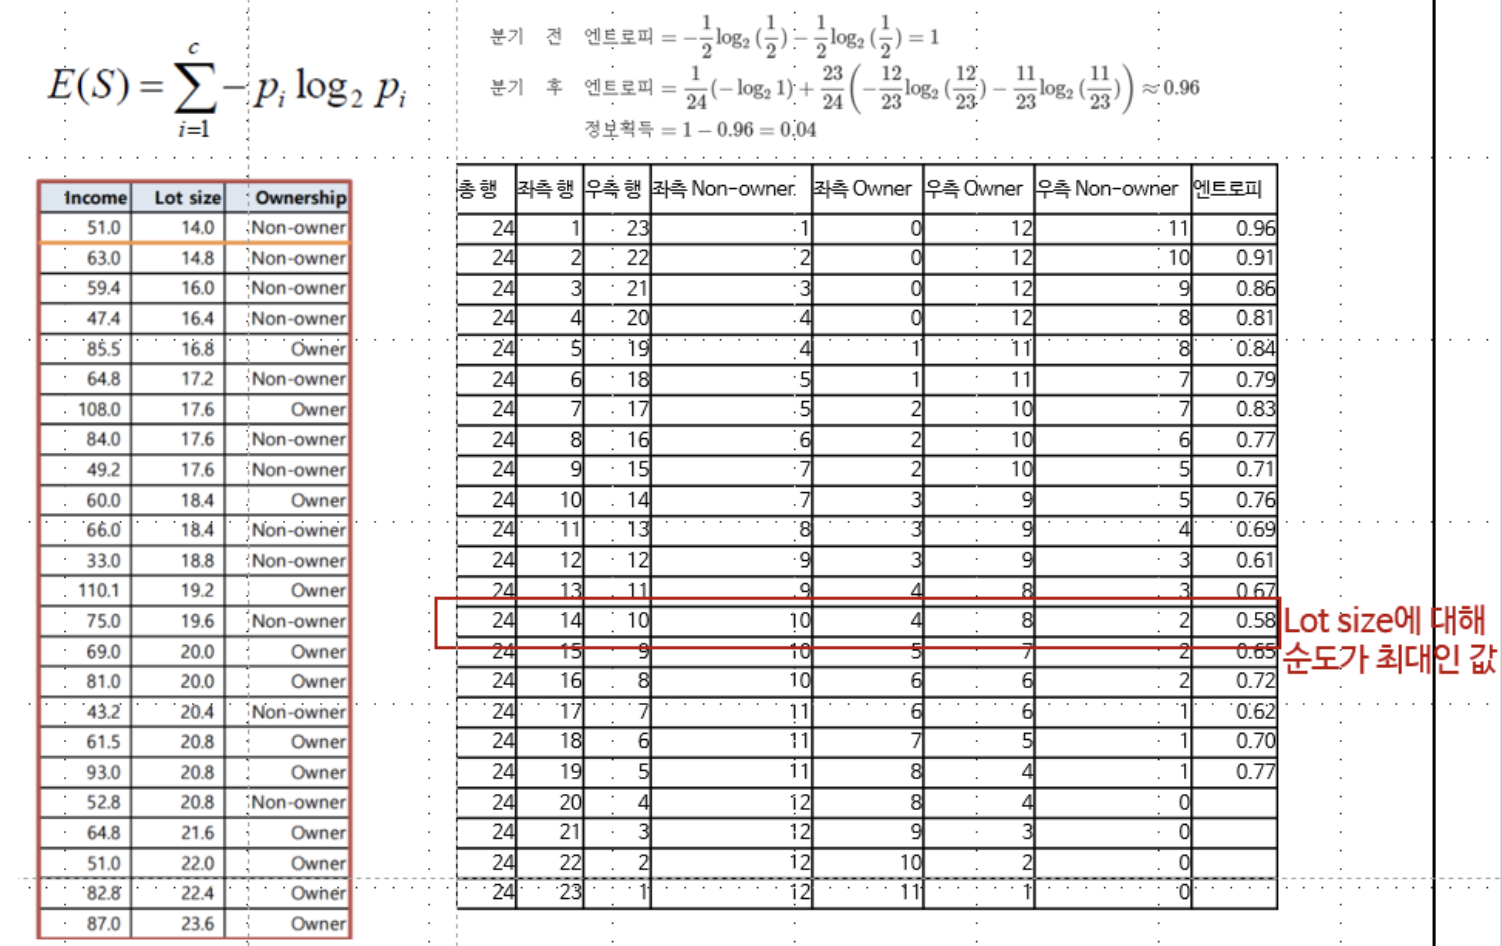 E(S) = ∑_{i=1}^{c} − p_i log_2 p_i
분기 전 엔트로피 = −1/2 log_2(1/2) − 1/2 log_2(1/2) = 1
분기 후 엔트로피 = 1/24(−log_2 1) + 23/24(−12/23 log_2(12/23) − 11/23 log_2(11/23)) ≈ 0.96
정보획득 = 1 − 0.96 = 0.04
Income Lot size Ownership
51.0 14.0 Non-owner
63.0 14.8 Non-owner
59.4 16.0 Non-owner
47.4 16.4 Non-owner
85.5 16.8 Owner
64.8 17.2 Non-owner
108.0 17.6 Owner
84.0 17.6 Non-owner
49.2 17.6 Non-owner
60.0 18.4 Owner
66.0 18.4 Non-owner
33.0 18.8 Non-owner
110.1 19.2 Owner
75.0 19.6 Non-owner
69.0 20.0 Owner
81.0 20.0 Owner
43.2 20.4 Non-owner
61.5 20.8 Owner
93.0 20.8 Owner
52.8 20.8 Non-owner
64.8 21.6 Owner
51.0 22.0 Owner
82.8 22.4 Owner
87.0 23.6 Owner
총 행 좌측 행 우측 행 좌측 Non-owner 좌측 Owner 우측 Owner 우측 Non-owner 엔트로피
24 1 23 1 0 12 11 0.96
24 2 22 2 0 12 10 0.91
24 3 21 3 0 12 9 0.86
24 4 20 4 0 12 8 0.81
24 5 19 4 1 11 8 0.84
24 6 18 5 1 11 7 0.79
24 7 17 5 2 10 7 0.83
24 8 16 6 2 10 6 0.77
24 9 15 7 2 10 5 0.71
24 10 14 7 3 9 5 0.76
24 11 13 8 3 9 4 0.69
24 12 12 9 3 9 3 0.61
24 13 11 9 4 8 3 0.67
24 14 10 10 4 8 2 0.58
24 15 9 10 5 7 2 0.65
24 16 8 10 6 6 2 0.72
24 17 7 11 6 6 1 0.62
24 18 6 11 7 5 1 0.70
24 19 5 11 8 4 1 0.77
24 20 4 12 8 4 0
24 21 3 12 9 3 0
24 22 2 12 10 2 0
24 23 1 12 11 1 0
Lot size에 대해
순도가 최대인 값